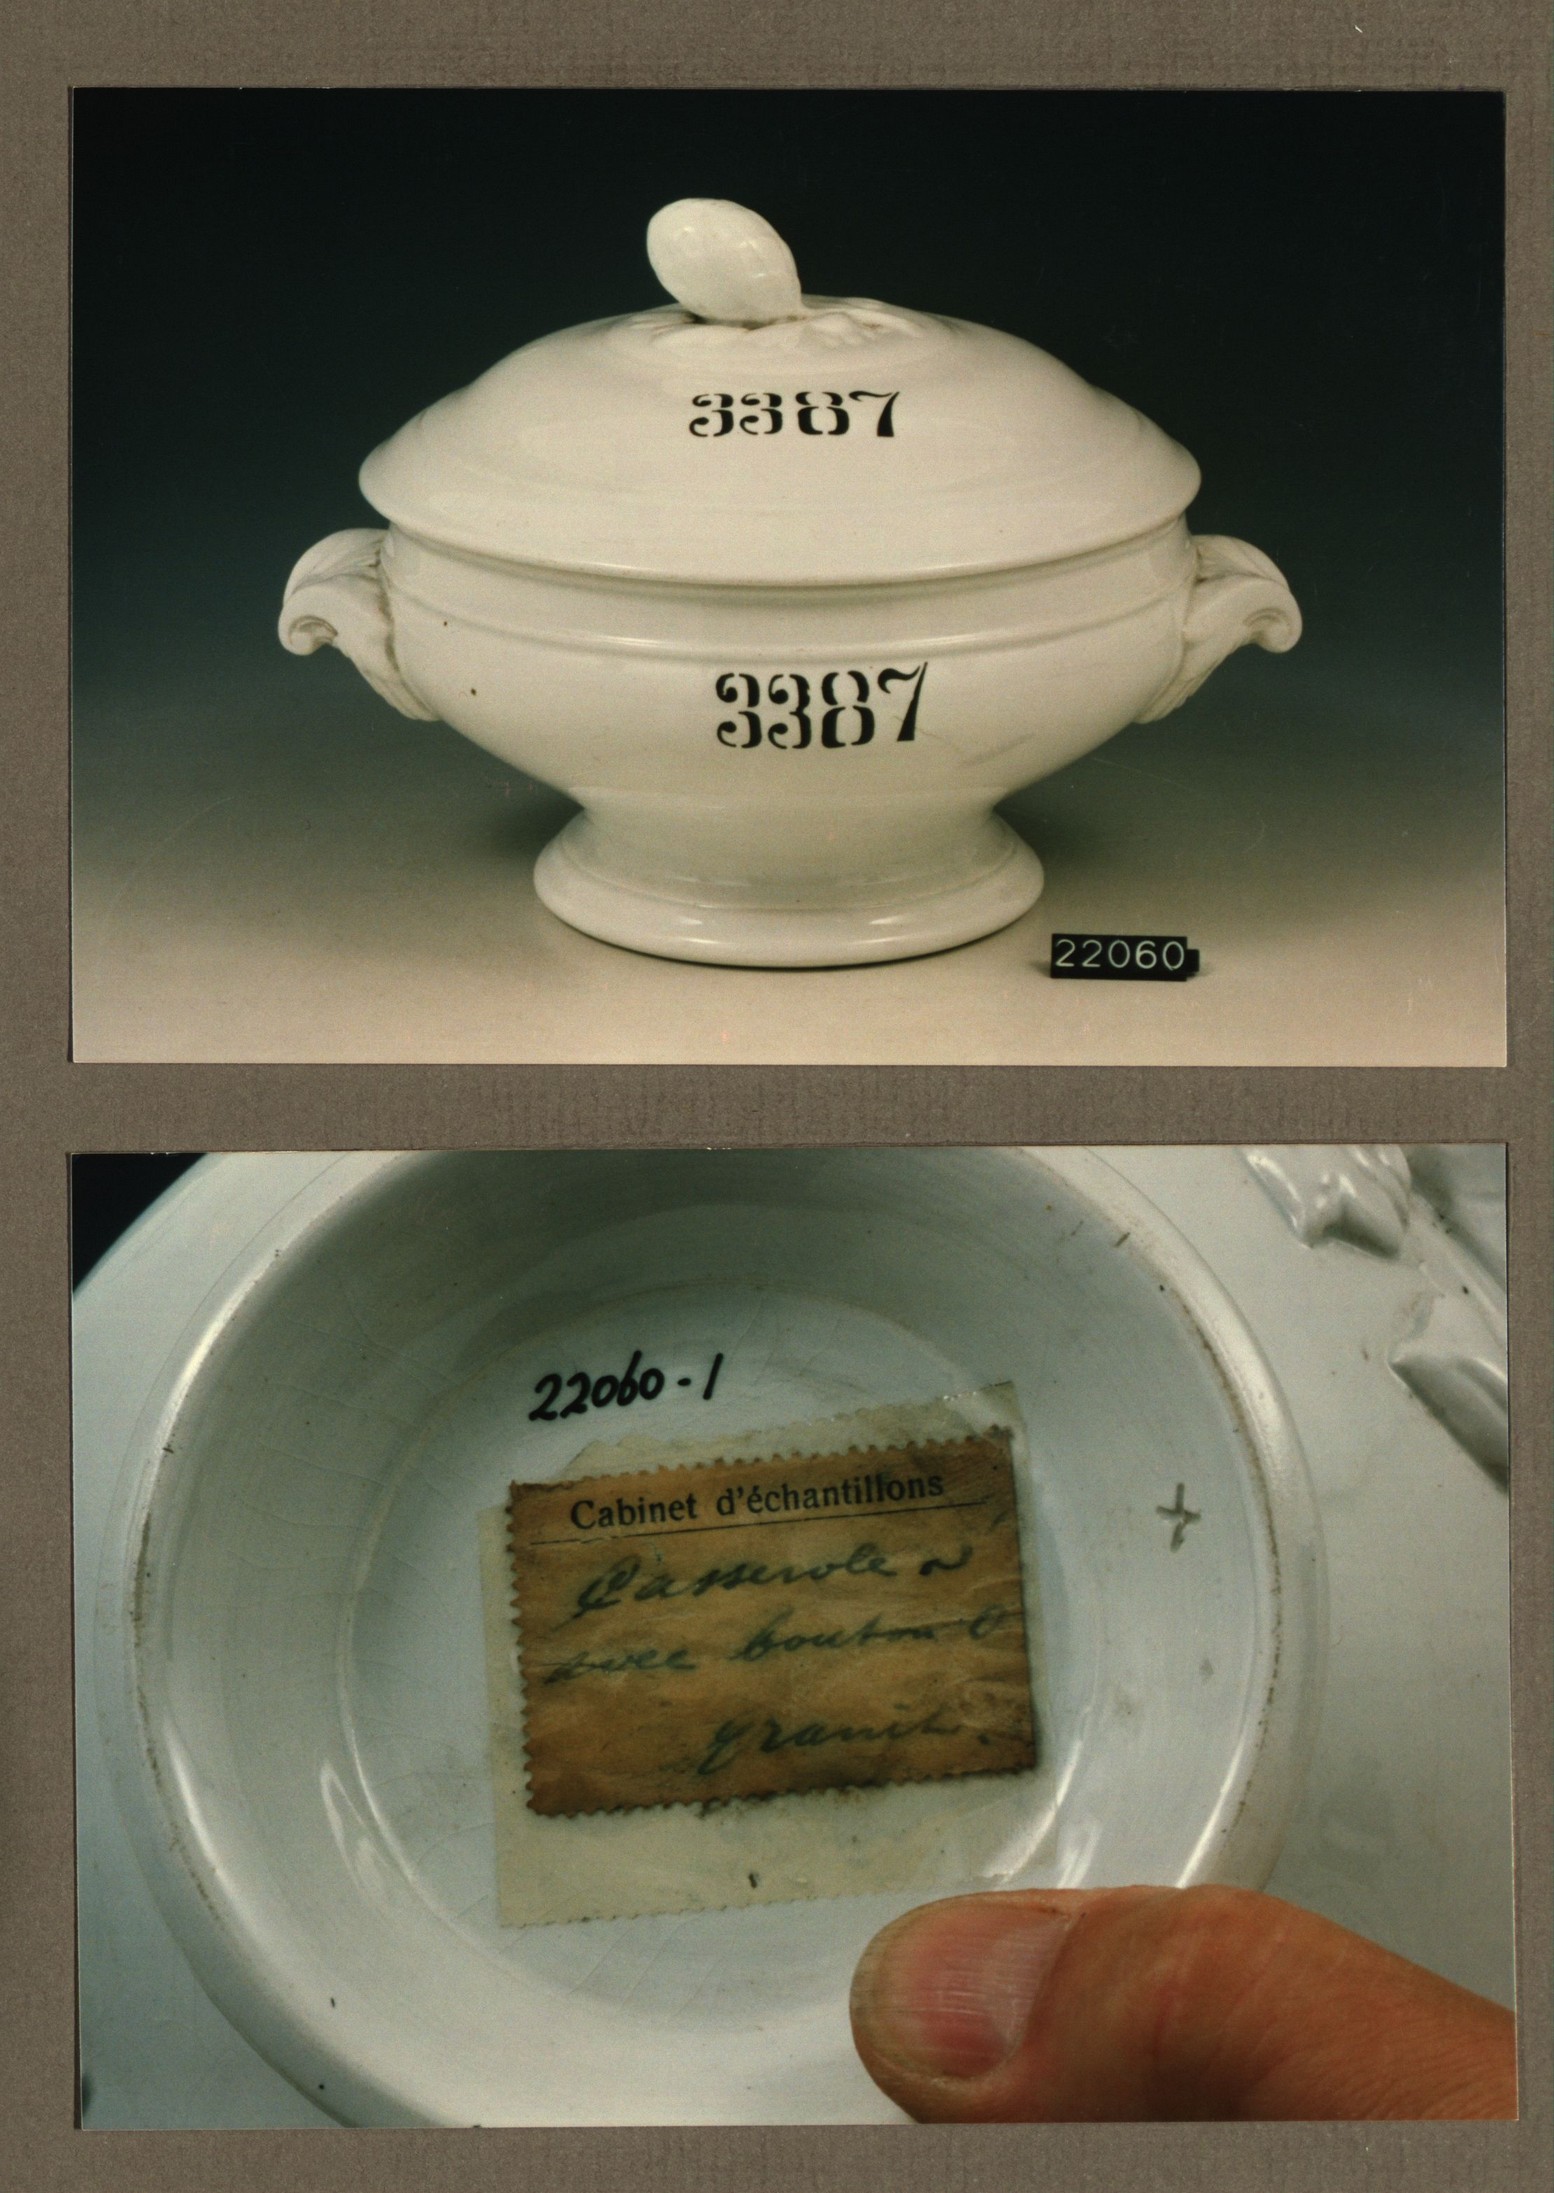 3387
3387
22060
22060-1
Cabinet d'échantillons
Casserole
avec bouton
granit.